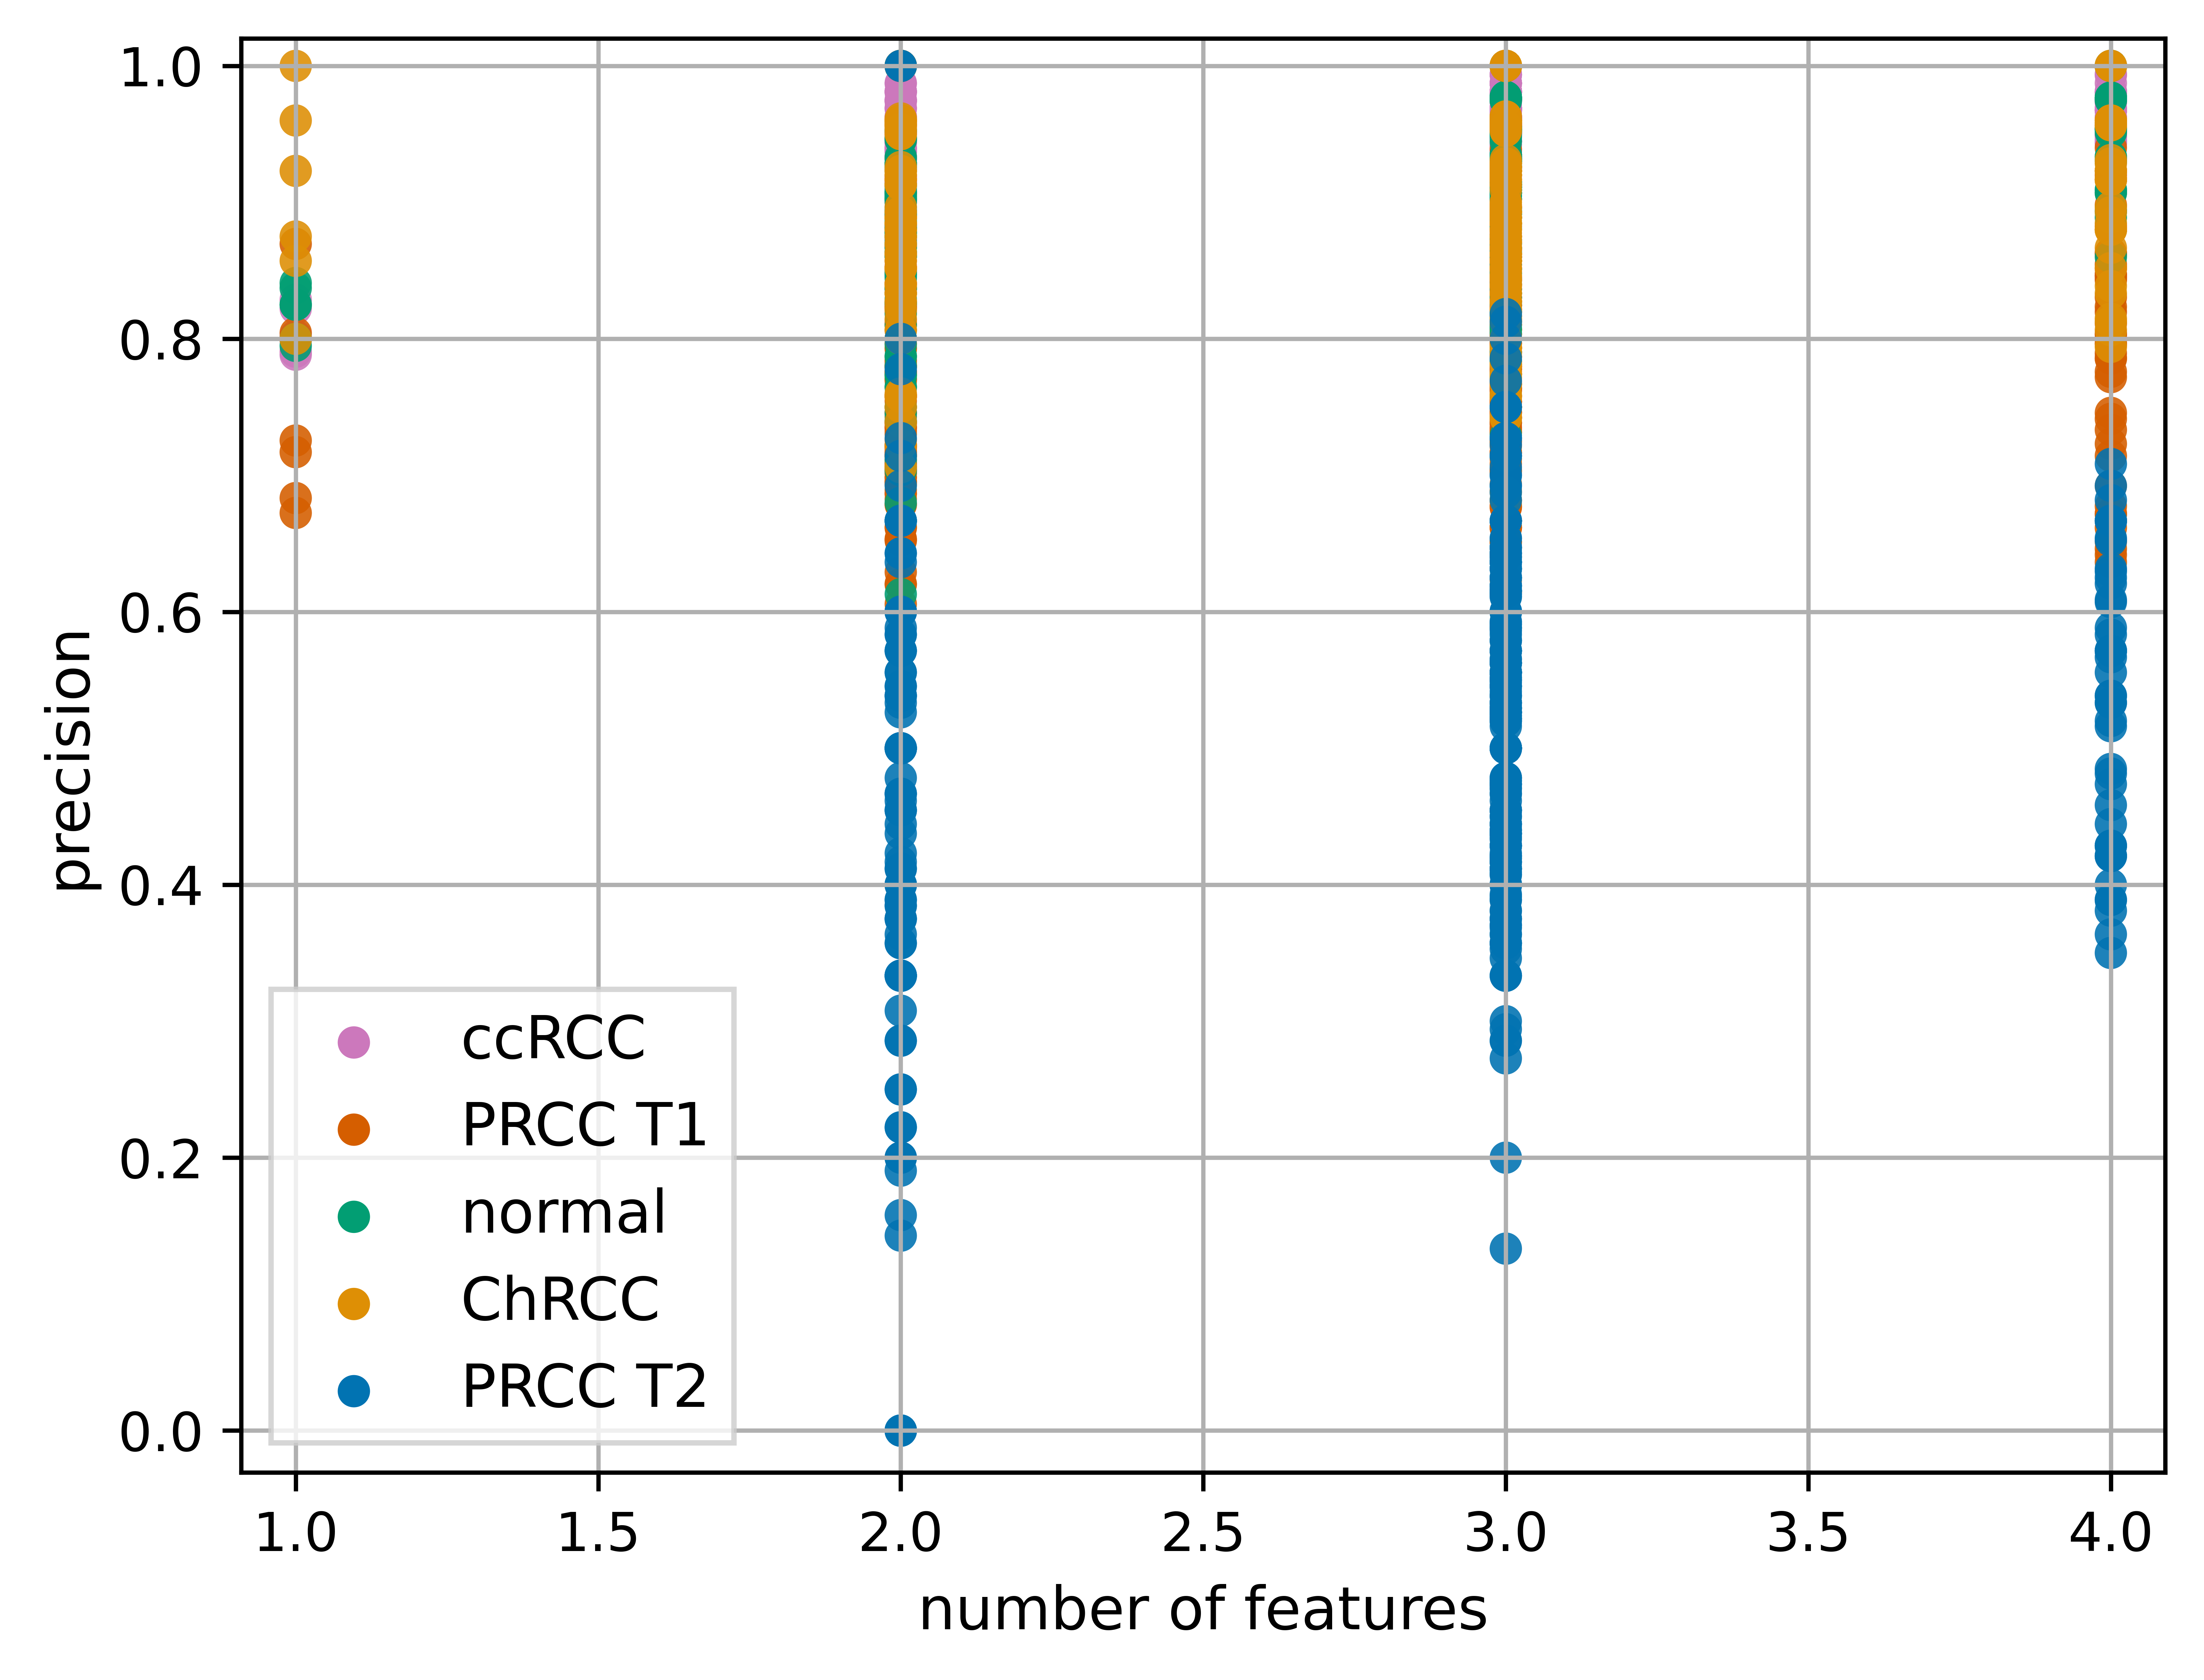 1.0
0.8
0.6
0.4
0.2
0.0
precision
ccRCC
PRCC T1
normal
ChRCC
PRCC T2
1.0 1.5 2.0 2.5 3.0 3.5 4.0
number of features